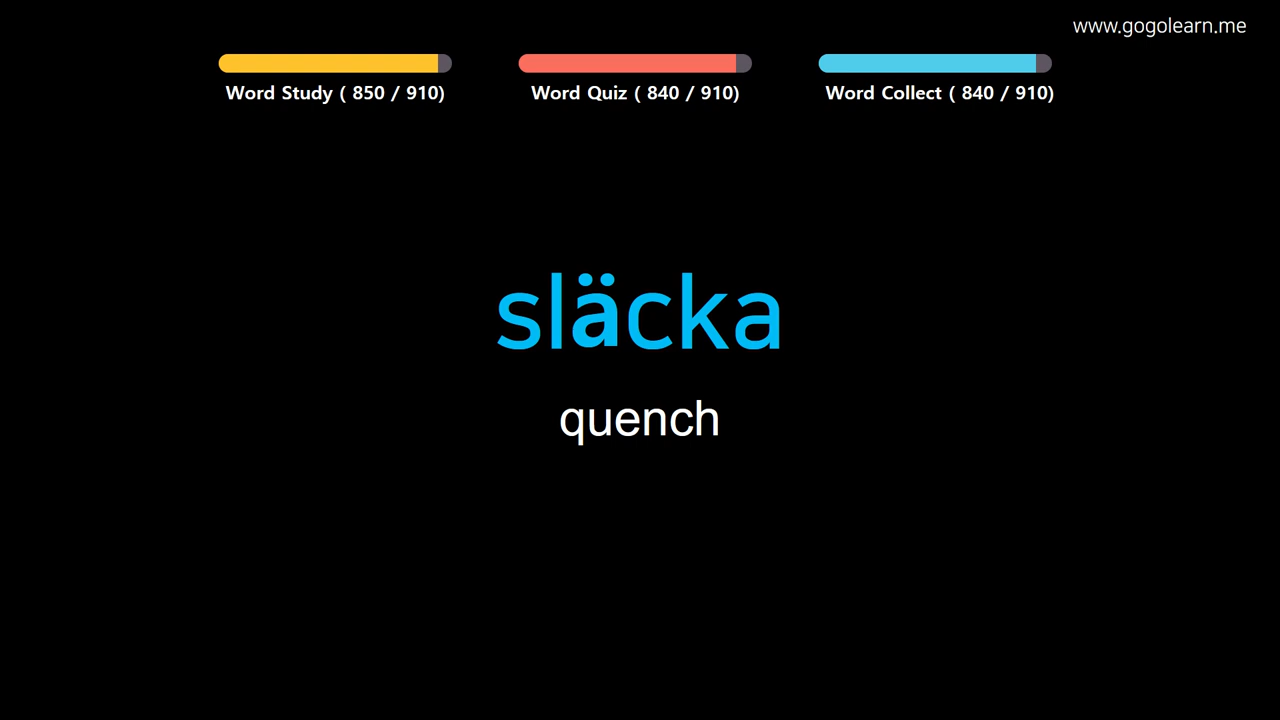 www.gogolearn.me
Word Study ( 850 / 910)
Word Quiz ( 840 / 910)
Word Collect ( 840 / 910)
släcka
quench